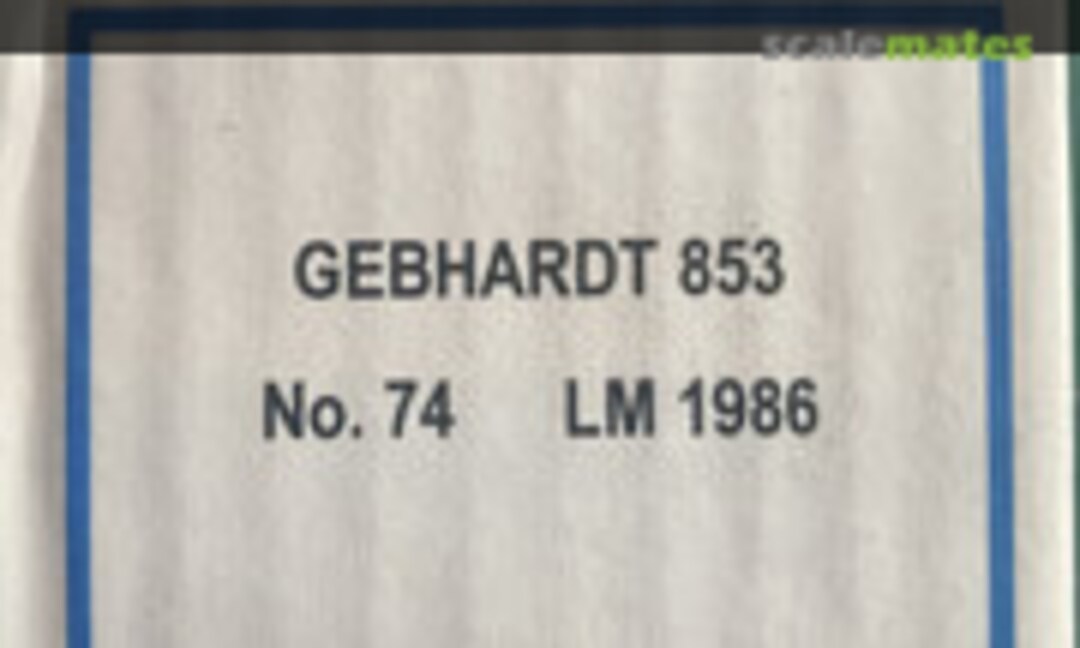 scalemates
GEBHARDT 853
No. 74 LM 1986